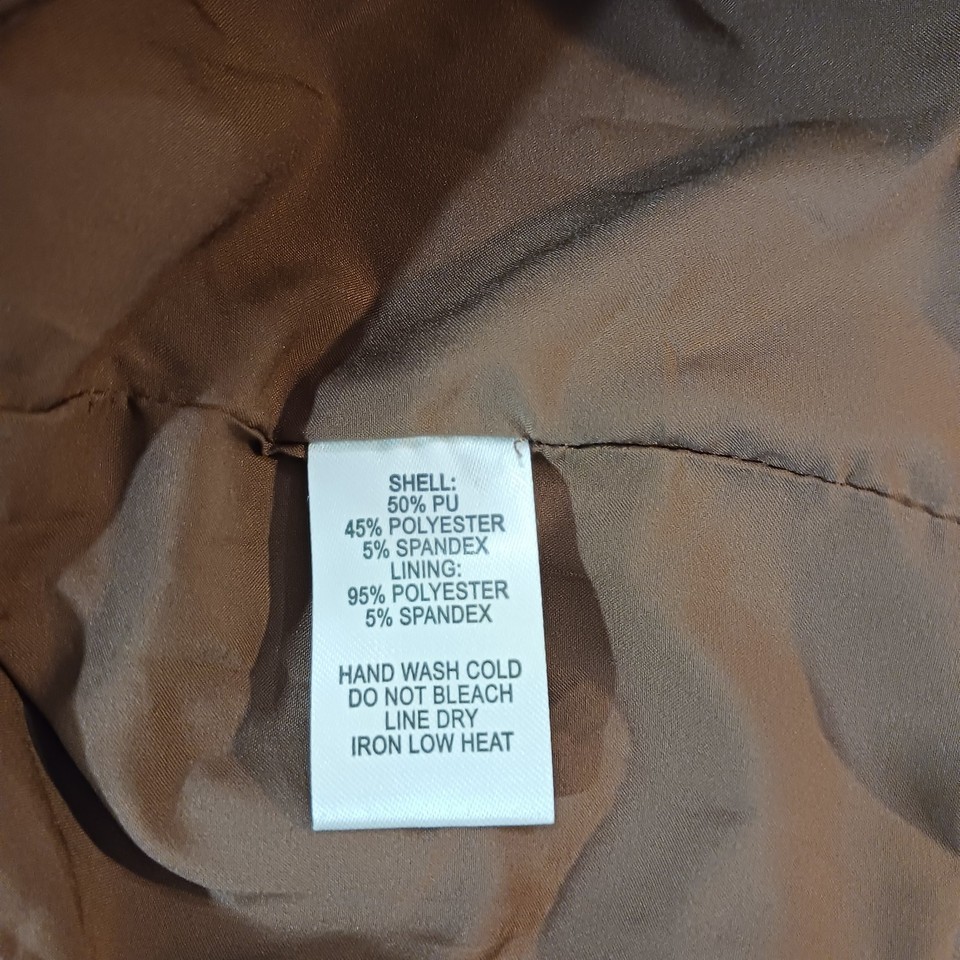 SHELL:
50% PU
45% POLYESTER
5% SPANDEX
LINING:
95% POLYESTER
5% SPANDEX
HAND WASH COLD
DO NOT BLEACH
LINE DRY
IRON LOW HEAT